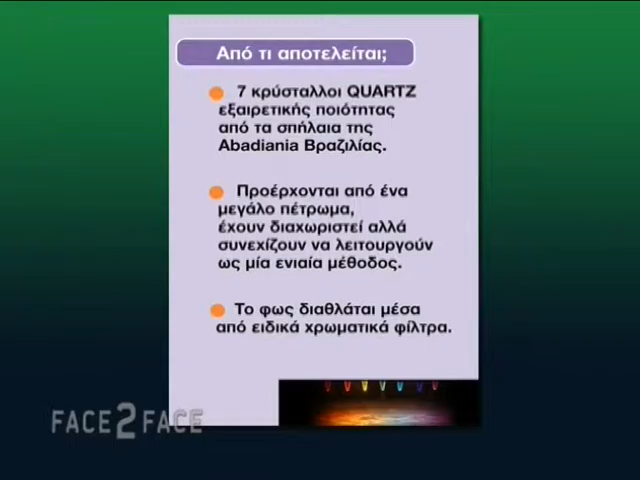 Από τι αποτελείται;
7 κρύσταλλοι QUARTZ
εξαιρετικής ποιότητας
από τα σπήλαια της
Abadiania Βραζιλίας.
Προέρχονται από ένα
μεγάλο πέτρωμα,
έχουν διαχωριστεί αλλά
συνεχίζουν να λειτουργούν
ως μία ενιαία μέθοδος.
Το φως διαθλάται μέσα
από ειδικά χρωματικά φίλτρα.
FACE2FACE